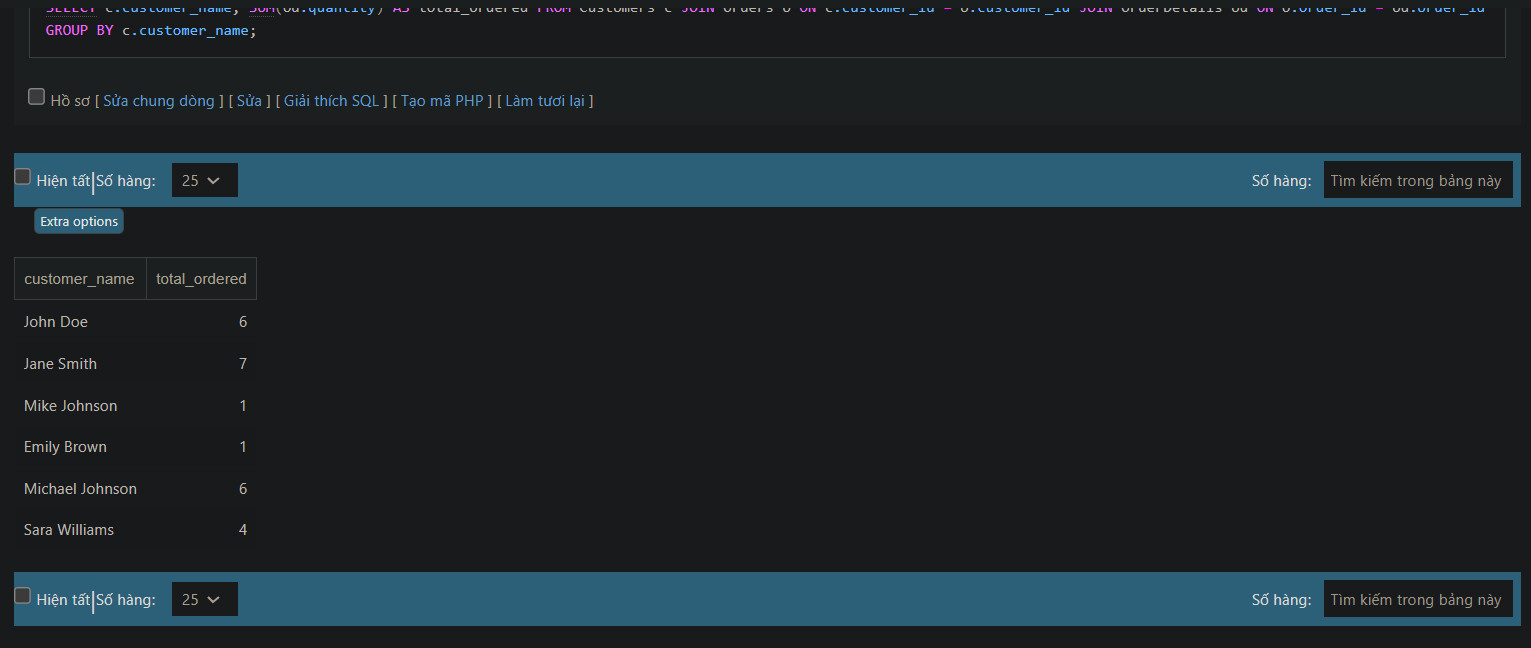 SELECT c.customer_name, SUM(od.quantity) AS total_ordered FROM Customers c JOIN Orders o ON c.customer_id = o.customer_id JOIN OrderDetails od ON o.order_id = od.order_id
GROUP BY c.customer_name;
Hồ sơ [ Sửa chung dòng ] [ Sửa ] [ Giải thích SQL ] [ Tạo mã PHP ] [ Làm tươi lại ]
Hiện tất | Số hàng: 25 Số hàng: Tìm kiếm trong bảng này
Extra options
customer_name total_ordered
John Doe 6
Jane Smith 7
Mike Johnson 1
Emily Brown 1
Michael Johnson 6
Sara Williams 4
Hiện tất | Số hàng: 25 Số hàng: Tìm kiếm trong bảng này